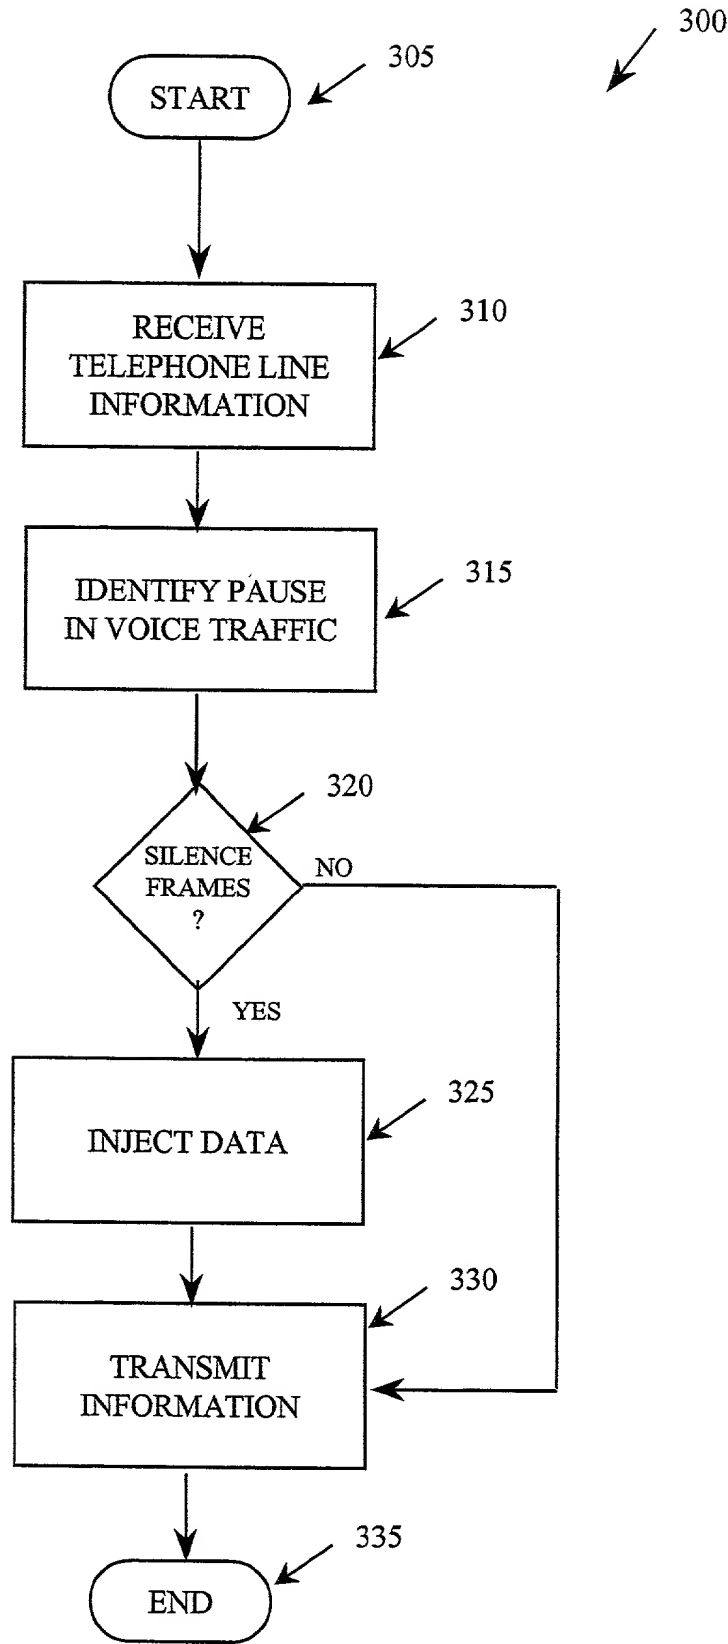 300
305
START
310
RECEIVE
TELEPHONE LINE
INFORMATION
315
IDENTIFY PAUSE
IN VOICE TRAFFIC
320
SILENCE
FRAMES
?
NO
YES
325
INJECT DATA
330
TRANSMIT
INFORMATION
335
END